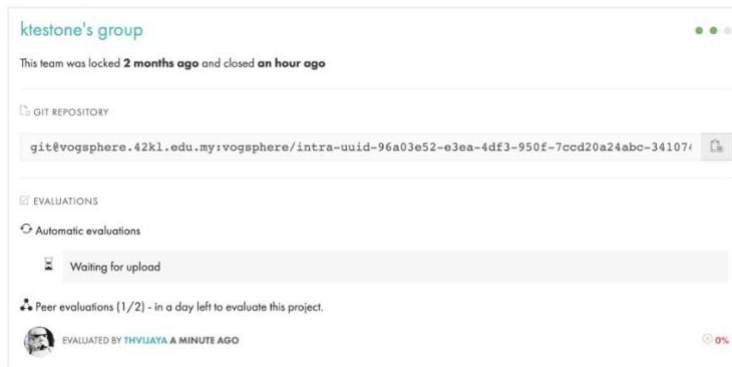 ktestone's group
This team was locked 2 months ago and closed an hour ago
GIT REPOSITORY
git@vogsphere.42kl.edu.my:vogsphere/intra-uuid-96a03e52-e3ea-4df3-950f-7ccd20a24abc-341074
EVALUATIONS
Automatic evaluations
Waiting for upload
Peer evaluations (1/2) - in a day left to evaluate this project.
EVALUATED BY THVIJAYA A MINUTE AGO
0%